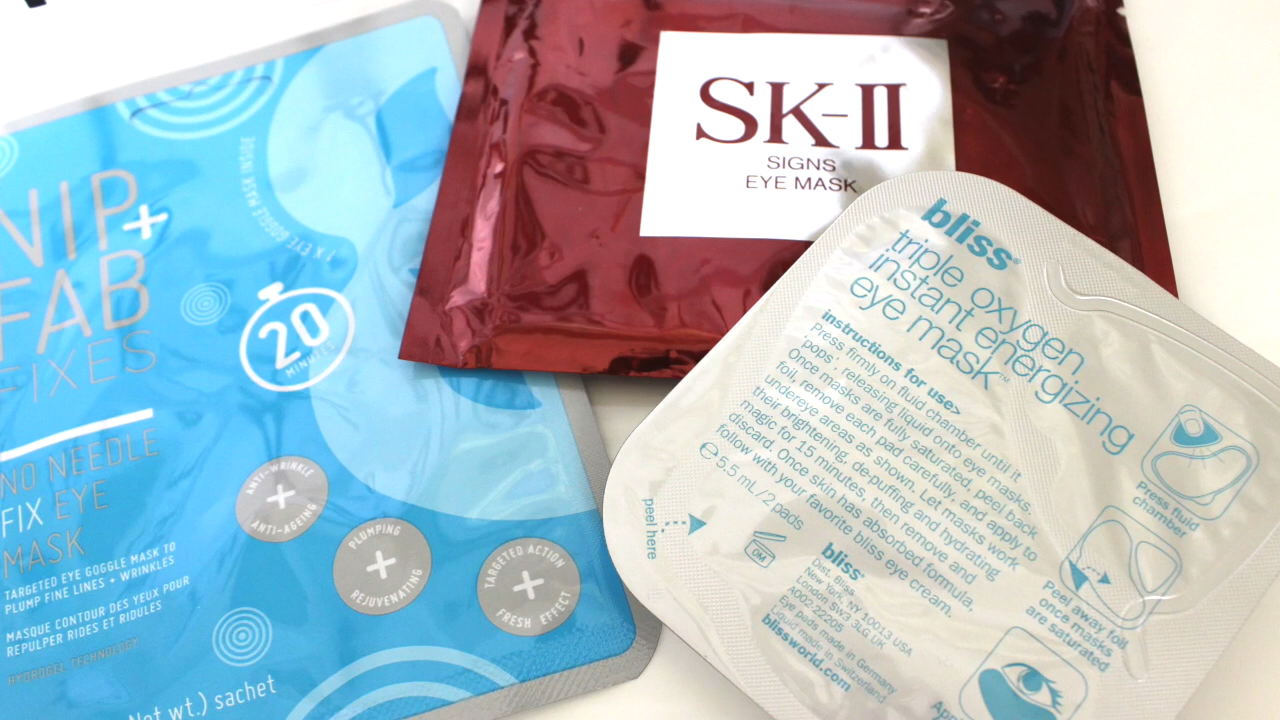 NIP+
FAB
FIXES
NO NEEDLE
FIX EYE
MASK
TARGETED EYE GOGGLE MASK TO
PLUMP FINE LINES + WRINKLES
MASQUE CONTOUR DES YEUX POUR
REPULPER RIDES ET RIDULES
HYDROGEL TECHNOLOGY
Net wt.) sachet
1 X EYE GOGGLE MASK INSIDE
20
MINUTES
ANTI-WRINKLE
+
ANTI-AGEING
PLUMPING
+
REJUVENATING
TARGETED ACTION
+
FRESH EFFECT
SK-II
SIGNS
EYE MASK
bliss®
triple oxygen
instant energizing
eye mask™
instructions for use>
Press firmly on fluid chamber until it
'pops', releasing liquid onto eye masks.
Once masks are fully saturated, peel back
foil, remove each pad carefully, and apply to
undereye areas as shown. Let masks work
their brightening, de-puffing and hydrating
magic for 15 minutes, then remove and
discard. Once skin has absorbed formula,
follow with your favorite bliss eye cream.
℮ 5.5 mL/2 pads
peel here
DM
bliss®
Dist. Bliss
New York, NY 10013 USA
London SW3 3LG UK
A002-22205
Eye pads made in Germany
Liquid made in Switzerland
blissworld.com
Press fluid
chamber
Peel away foil
once masks
are saturated